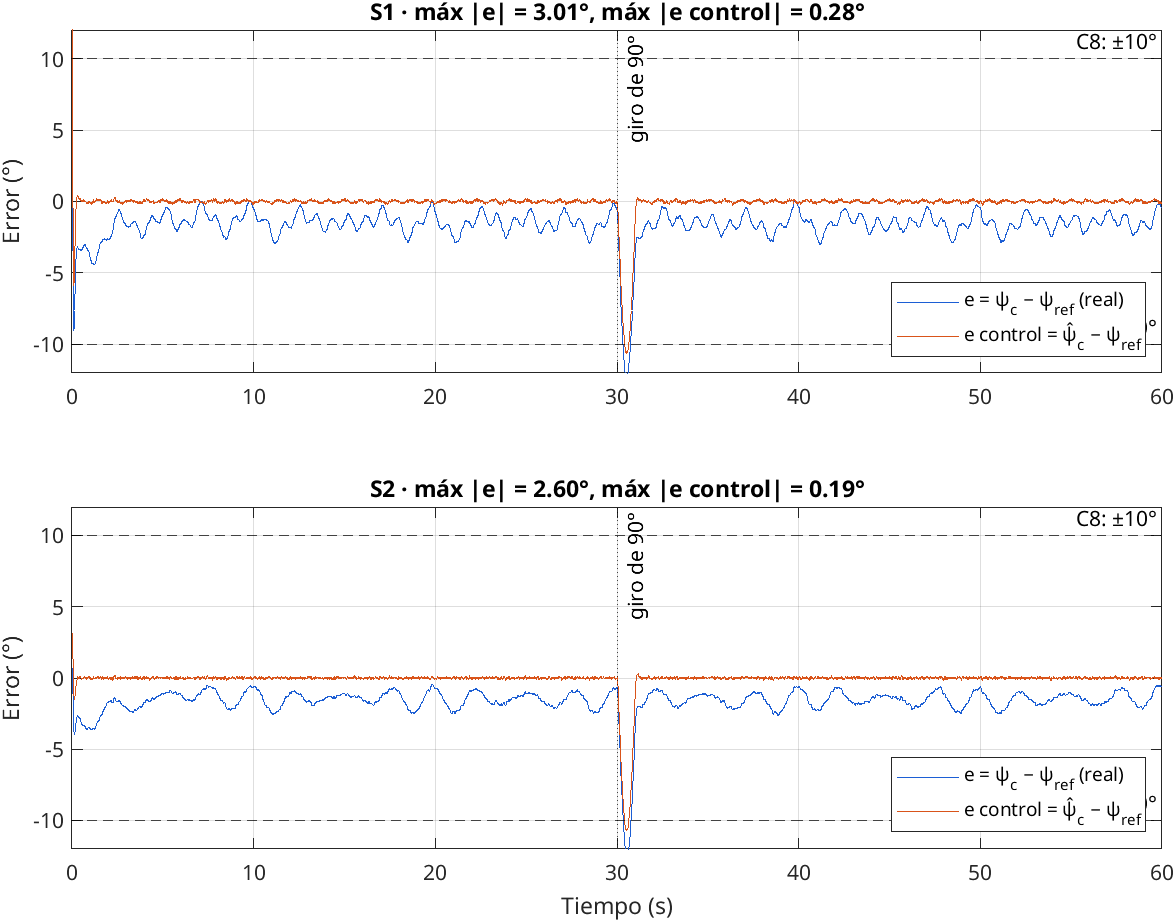 S1 · máx |e| = 3.01°, máx |e control| = 0.28°
C8: ±10°
giro de 90°
10
5
0
-5
-10
Error (°)
e = ψc − ψref (real)
e control = ψ̂c − ψref
°
0 10 20 30 40 50 60
S2 · máx |e| = 2.60°, máx |e control| = 0.19°
C8: ±10°
giro de 90°
10
5
0
-5
-10
Error (°)
e = ψc − ψref (real)
e control = ψ̂c − ψref
°
0 10 20 30 40 50 60
Tiempo (s)